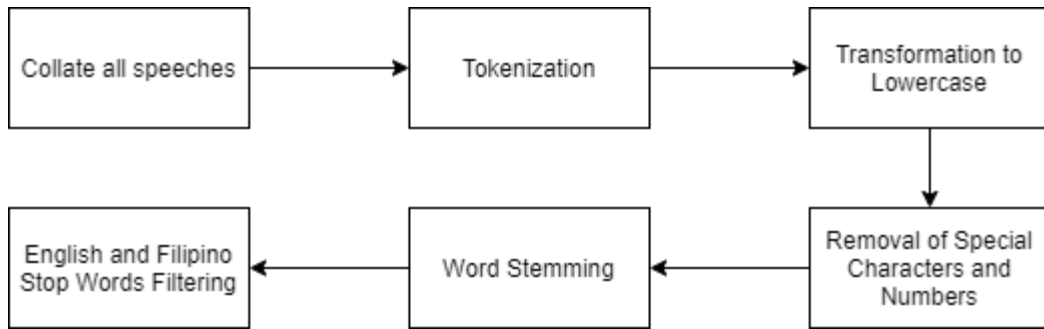 Collate all speeches
Tokenization
Transformation to
Lowercase
Removal of Special
Characters and
Numbers
Word Stemming
English and Filipino
Stop Words Filtering